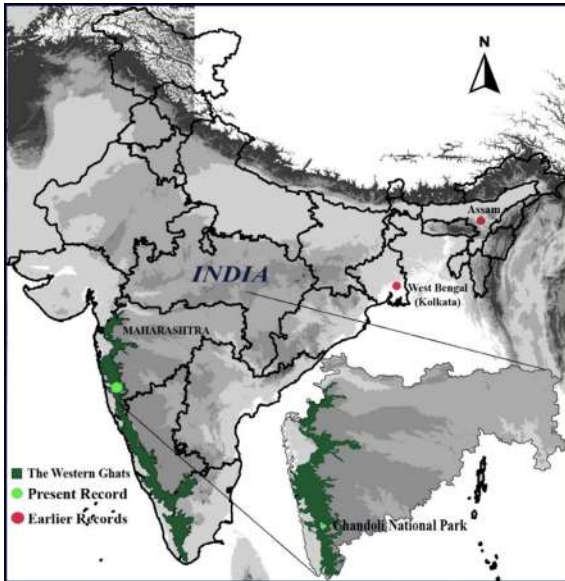 N
Assam
INDIA
West Bengal
(Kolkata)
MAHARASHTRA
The Western Ghats
Present Record
Earlier Records
Chandoli National Park